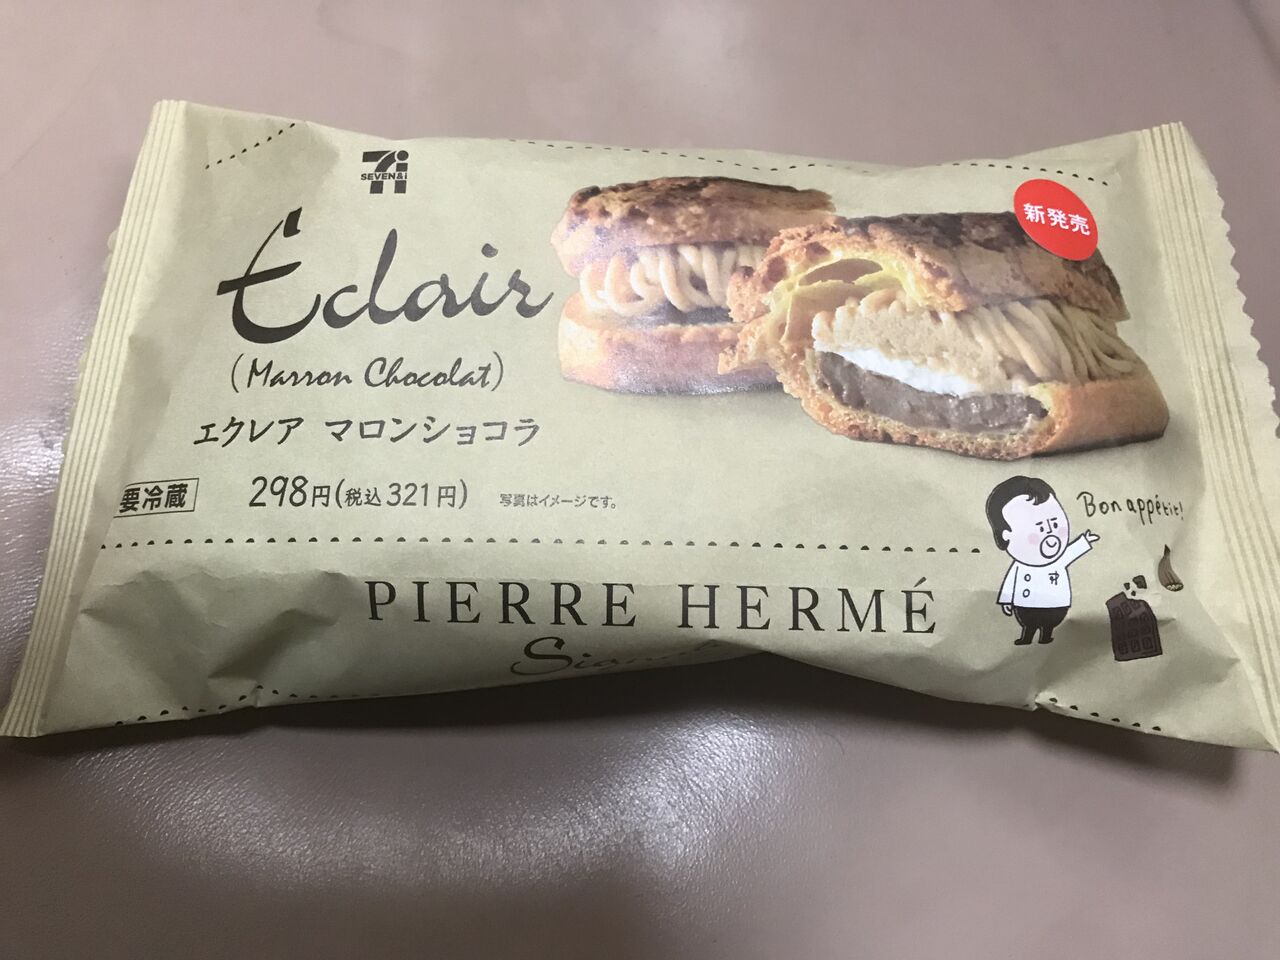 SEVEN&i
新発売
Éclair
(Marron Chocolat)
エクレア マロンショコラ
要冷蔵
298円(税込321円)
写真はイメージです。
Bon appétit!
PIERRE HERMÉ